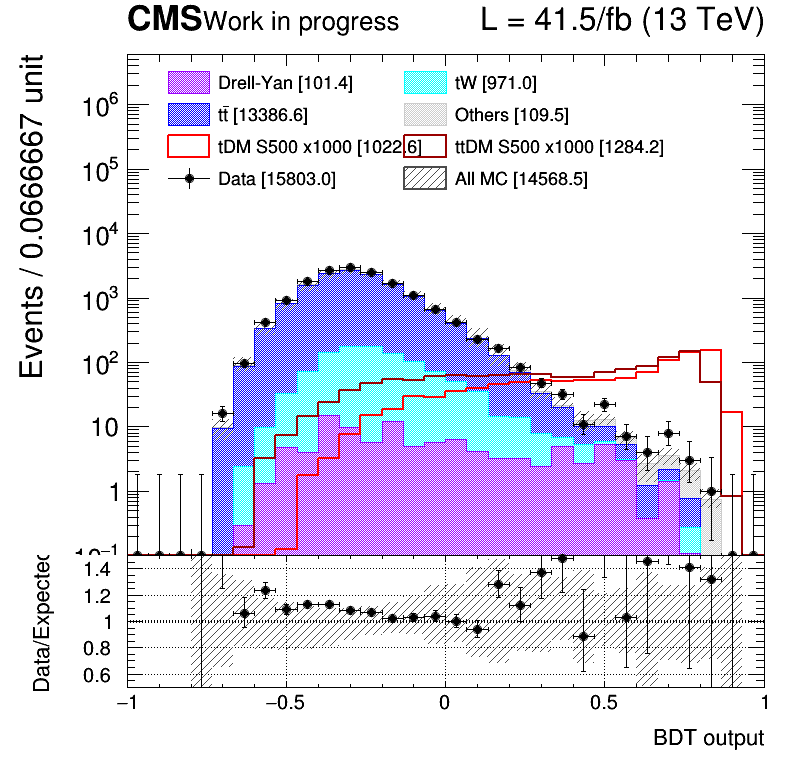 CMS Work in progress L = 41.5/fb (13 TeV)
Events / 0.0666667 unit
Drell-Yan [101.4] tW [971.0]
tt̄ [13386.6] Others [109.5]
tDM S500 x1000 [1022.6] ttDM S500 x1000 [1284.2]
Data [15803.0] All MC [14568.5]
10⁶
10⁵
10⁴
10³
10²
10
1
10⁻¹
Data/Expected
1.4
1.2
1
0.8
0.6
−1 −0.5 0 0.5 1
BDT output